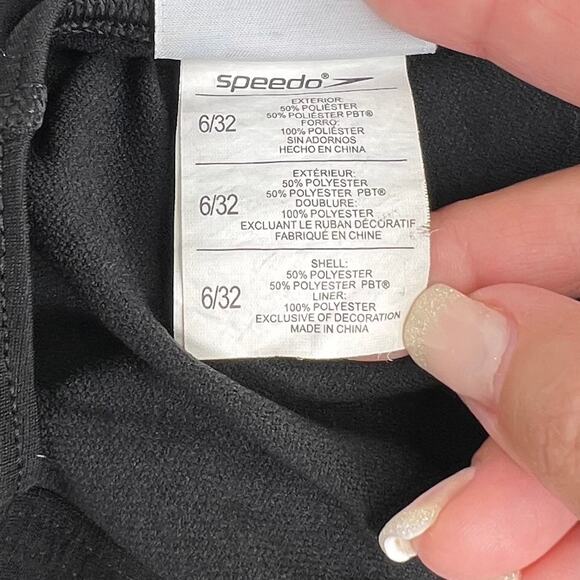 speedo®
6/32
EXTERIOR:
50% POLIÉSTER
50% POLIÉSTER PBT®
FORRO:
100% POLIÉSTER
SIN ADORNOS
HECHO EN CHINA
6/32
EXTÉRIEUR:
50% POLYESTER
50% POLYESTER PBT®
DOUBLURE:
100% POLYESTER
EXCLUANT LE RUBAN DÉCORATIF
FABRIQUÉ EN CHINE
6/32
SHELL:
50% POLYESTER
50% POLYESTER PBT®
LINER:
100% POLYESTER
EXCLUSIVE OF DECORATION
MADE IN CHINA